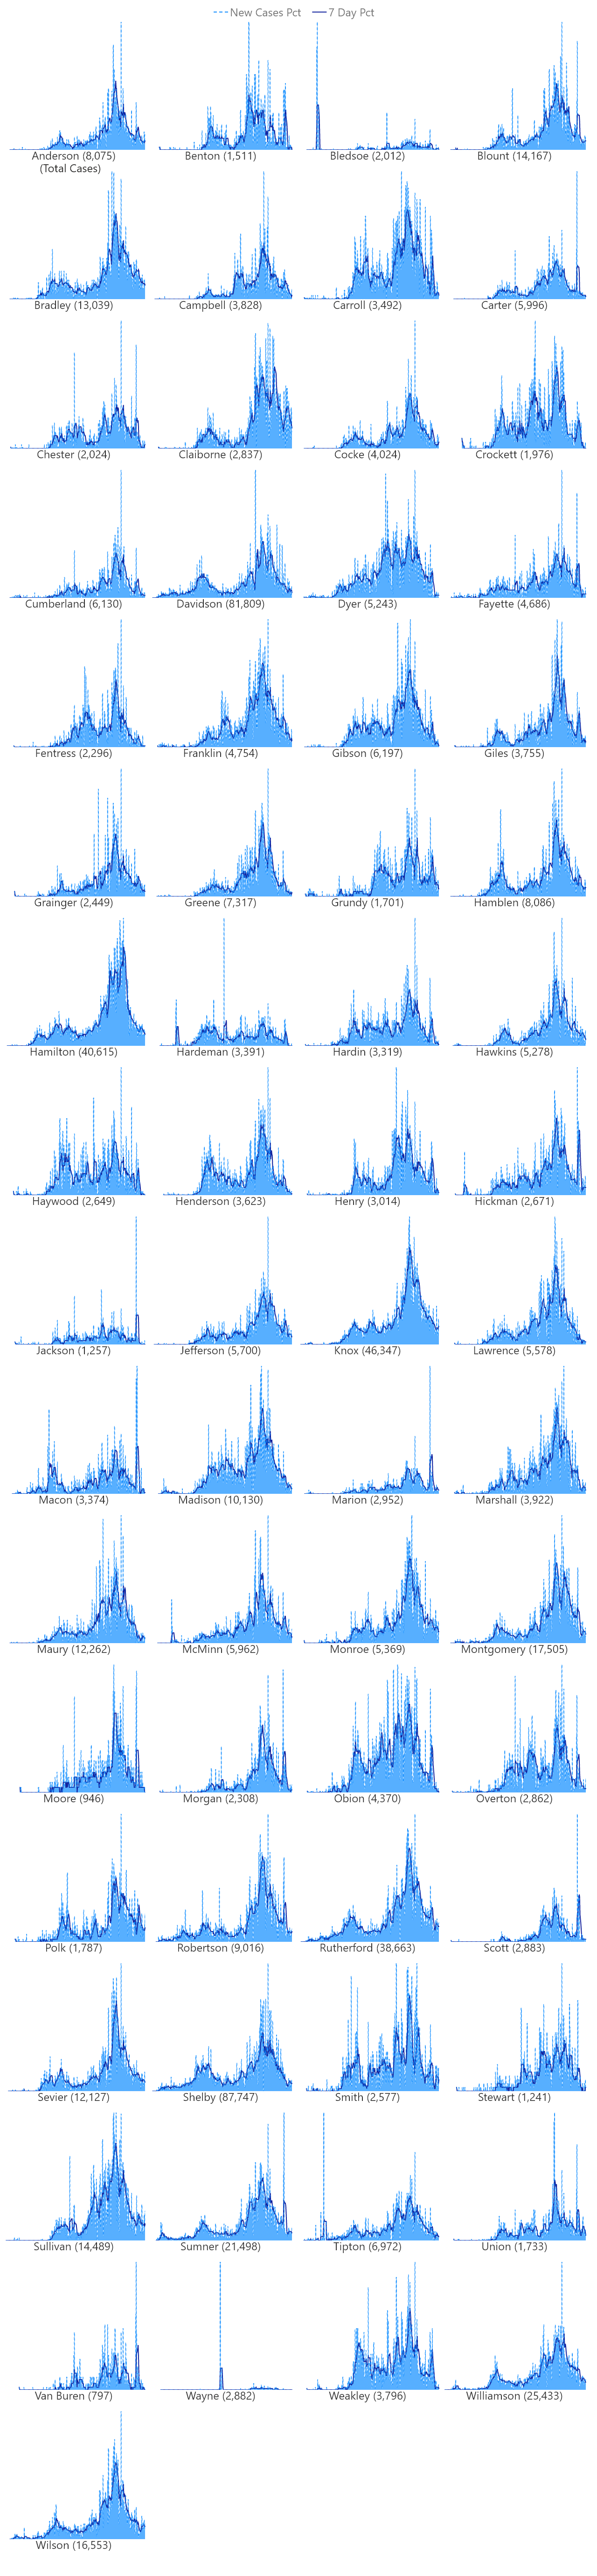 New Cases Pct 7 Day Pct
Anderson (8,075) Benton (1,511) Bledsoe (2,012) Blount (14,167)
(Total Cases)
Bradley (13,039) Campbell (3,828) Carroll (3,492) Carter (5,996)
Chester (2,024) Claiborne (2,837) Cocke (4,024) Crockett (1,976)
Cumberland (6,130) Davidson (81,809) Dyer (5,243) Fayette (4,686)
Fentress (2,296) Franklin (4,754) Gibson (6,197) Giles (3,755)
Grainger (2,449) Greene (7,317) Grundy (1,701) Hamblen (8,086)
Hamilton (40,615) Hardeman (3,391) Hardin (3,319) Hawkins (5,278)
Haywood (2,649) Henderson (3,623) Henry (3,014) Hickman (2,671)
Jackson (1,257) Jefferson (5,700) Knox (46,347) Lawrence (5,578)
Macon (3,374) Madison (10,130) Marion (2,952) Marshall (3,922)
Maury (12,262) McMinn (5,962) Monroe (5,369) Montgomery (17,505)
Moore (946) Morgan (2,308) Obion (4,370) Overton (2,862)
Polk (1,787) Robertson (9,016) Rutherford (38,663) Scott (2,883)
Sevier (12,127) Shelby (87,747) Smith (2,577) Stewart (1,241)
Sullivan (14,489) Sumner (21,498) Tipton (6,972) Union (1,733)
Van Buren (797) Wayne (2,882) Weakley (3,796) Williamson (25,433)
Wilson (16,553)